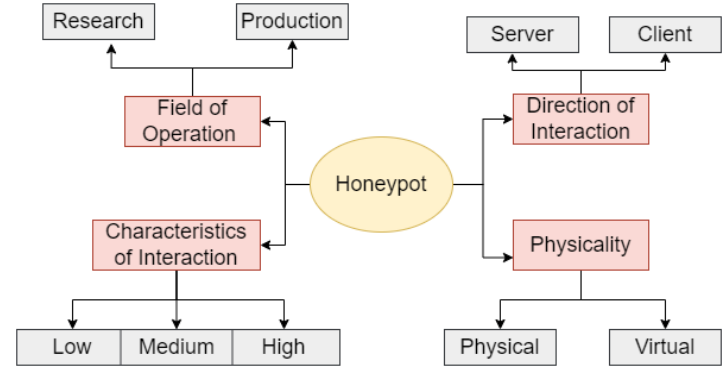 Research
Production
Server
Client
Field of
Operation
Direction of
Interaction
Honeypot
Characteristics
of Interaction
Physicality
Low
Medium
High
Physical
Virtual